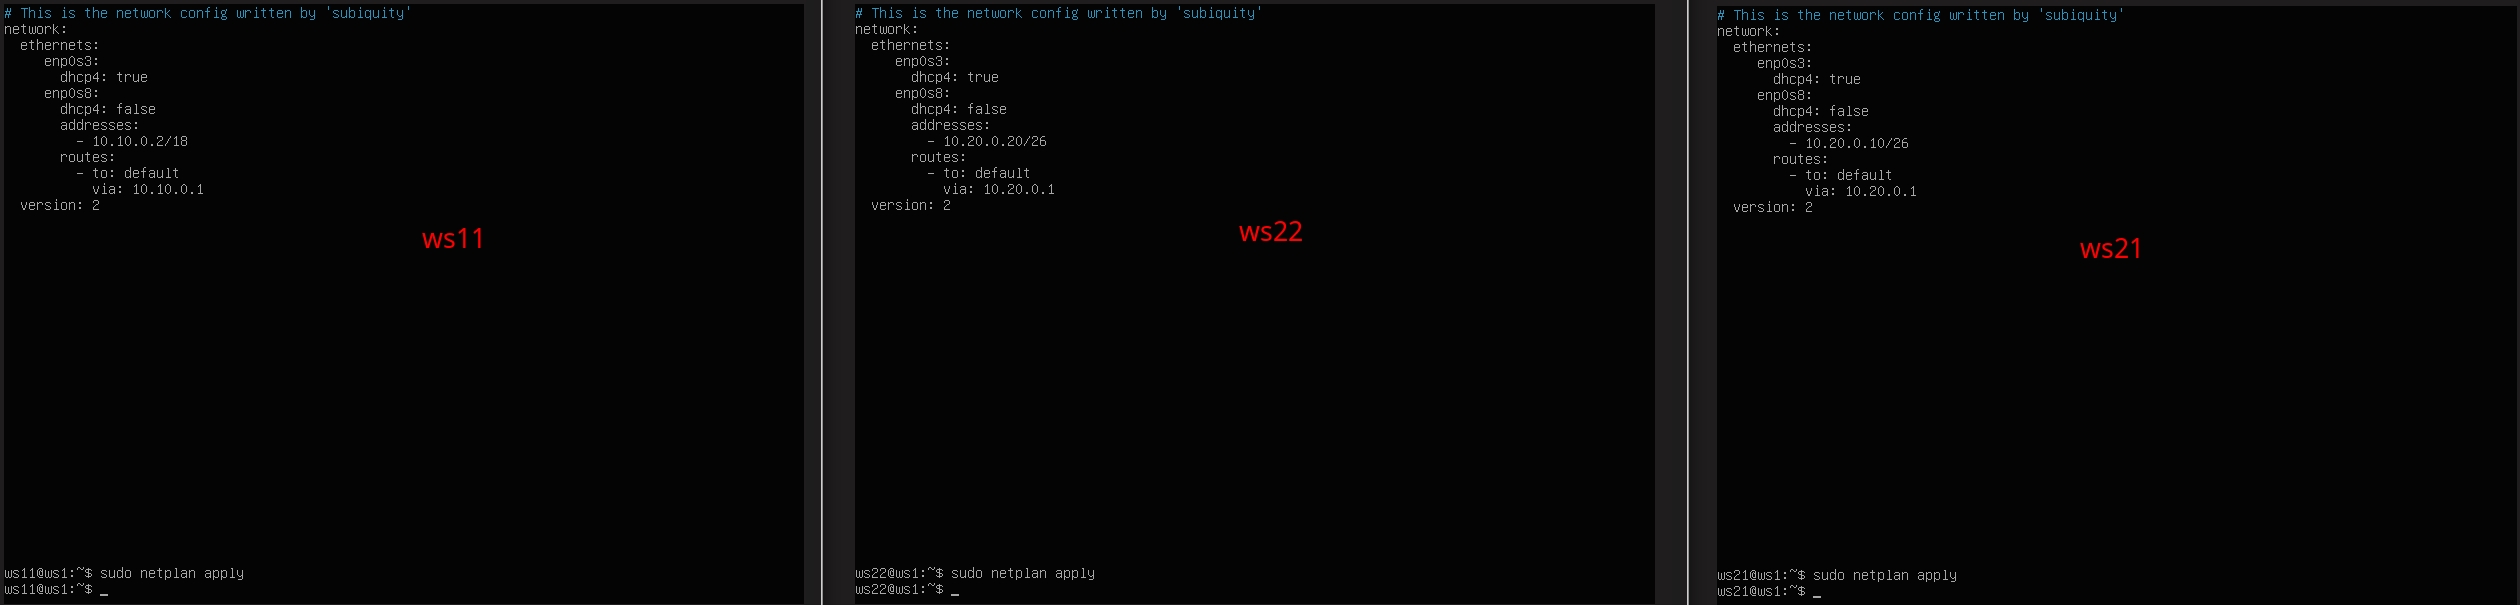 # This is the network config written by 'subiquity'
network:
  ethernets:
     enp0s3:
       dhcp4: true
     enp0s8:
       dhcp4: false
       addresses:
         - 10.10.0.2/18
       routes:
         - to: default
           via: 10.10.0.1
  version: 2
ws11
ws11@ws1:~$ sudo netplan apply
ws11@ws1:~$ _
# This is the network config written by 'subiquity'
network:
  ethernets:
     enp0s3:
       dhcp4: true
     enp0s8:
       dhcp4: false
       addresses:
         - 10.20.0.20/26
       routes:
         - to: default
           via: 10.20.0.1
  version: 2
ws22
ws22@ws1:~$ sudo netplan apply
ws22@ws1:~$ _
# This is the network config written by 'subiquity'
network:
  ethernets:
     enp0s3:
       dhcp4: true
     enp0s8:
       dhcp4: false
       addresses:
         - 10.20.0.10/26
       routes:
         - to: default
           via: 10.20.0.1
  version: 2
ws21
ws21@ws1:~$ sudo netplan apply
ws21@ws1:~$ _